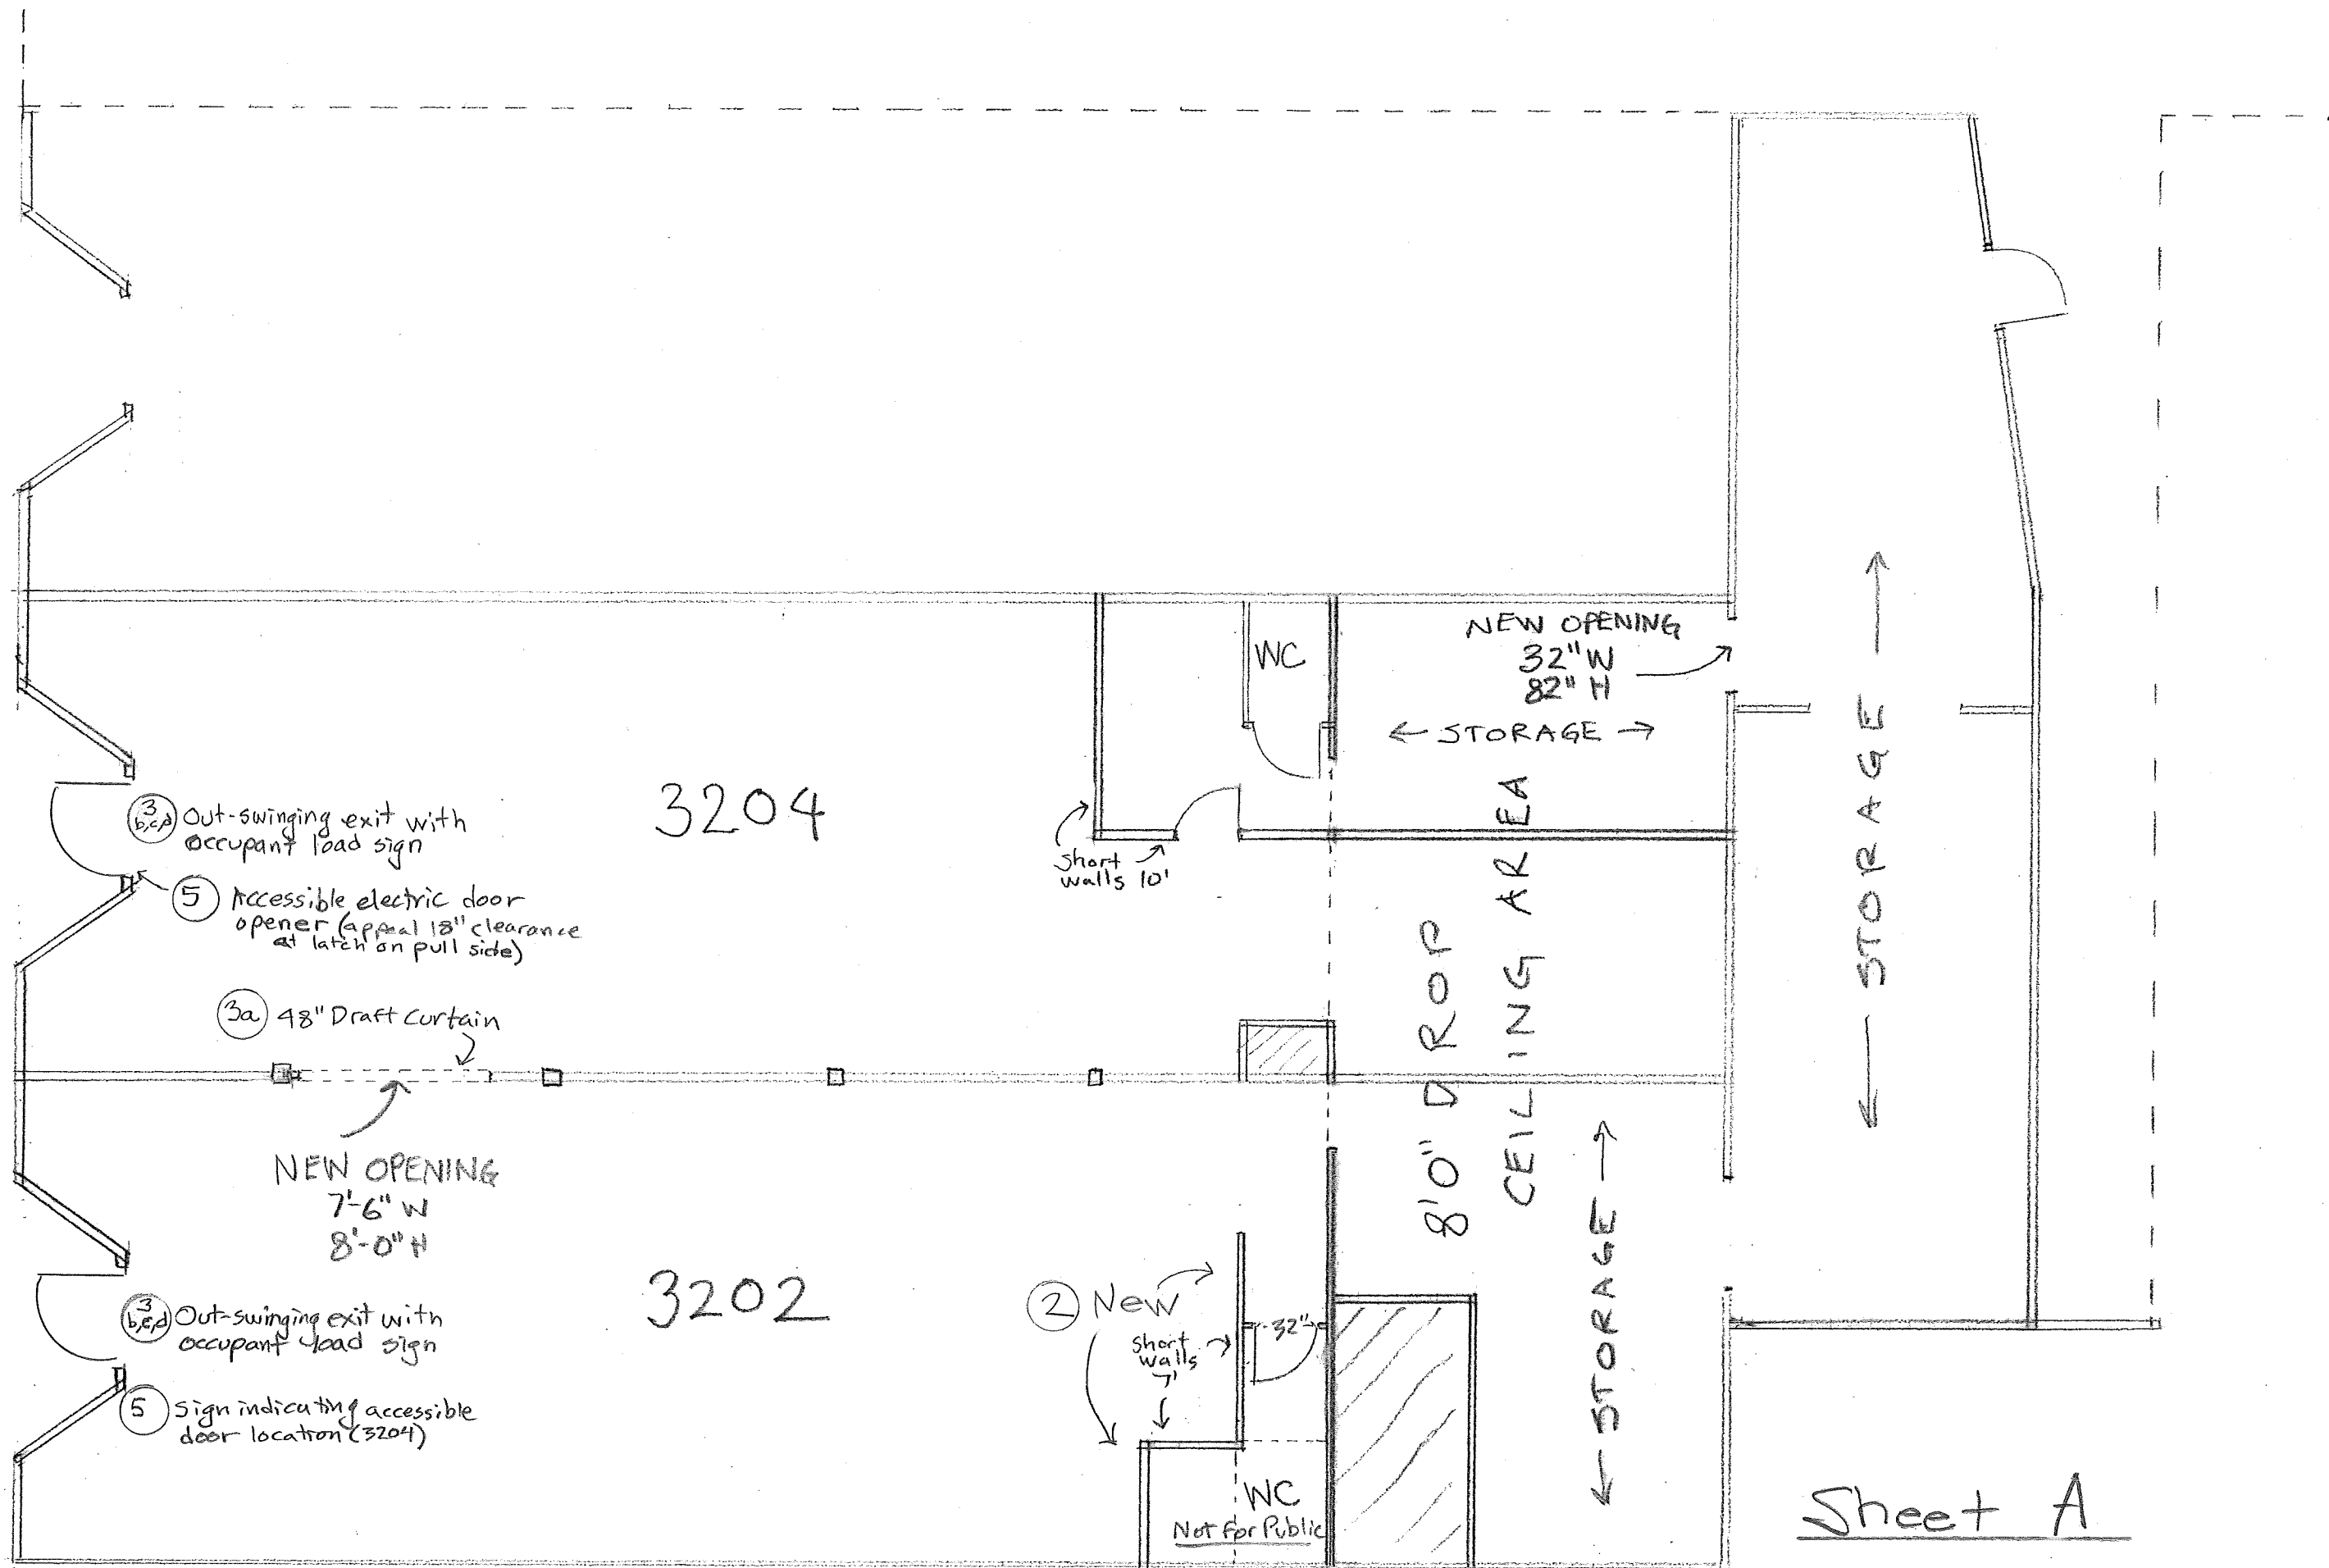 NEW OPENING
32" W
82" H
← STORAGE →
WC
3204
3
b,c,d
Out-swinging exit with
occupant load sign
short
walls 10'
5
Accessible electric door
opener (appeal 18" clearance
at latch on pull side)
3a
48" Draft Curtain
8'0" DROP
CEILING AREA
← STORAGE →
NEW OPENING
7'-6" W
8'-0" H
3202
2
New
32"
short
walls
7'
← STORAGE →
3
b,c,d
Out-swinging exit with
occupant load sign
5
Sign indicating accessible
door location (3204)
WC
Not for Public
Sheet A